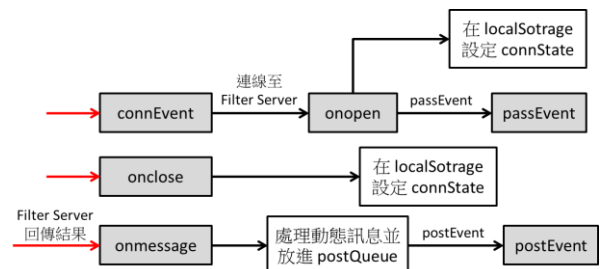 在 localSotrage
設定 connState
連線至
Filter Server
connEvent
onopen
passEvent
passEvent
onclose
在 localSotrage
設定 connState
Filter Server
回傳結果
onmessage
處理動態訊息並
放進 postQueue
postEvent
postEvent